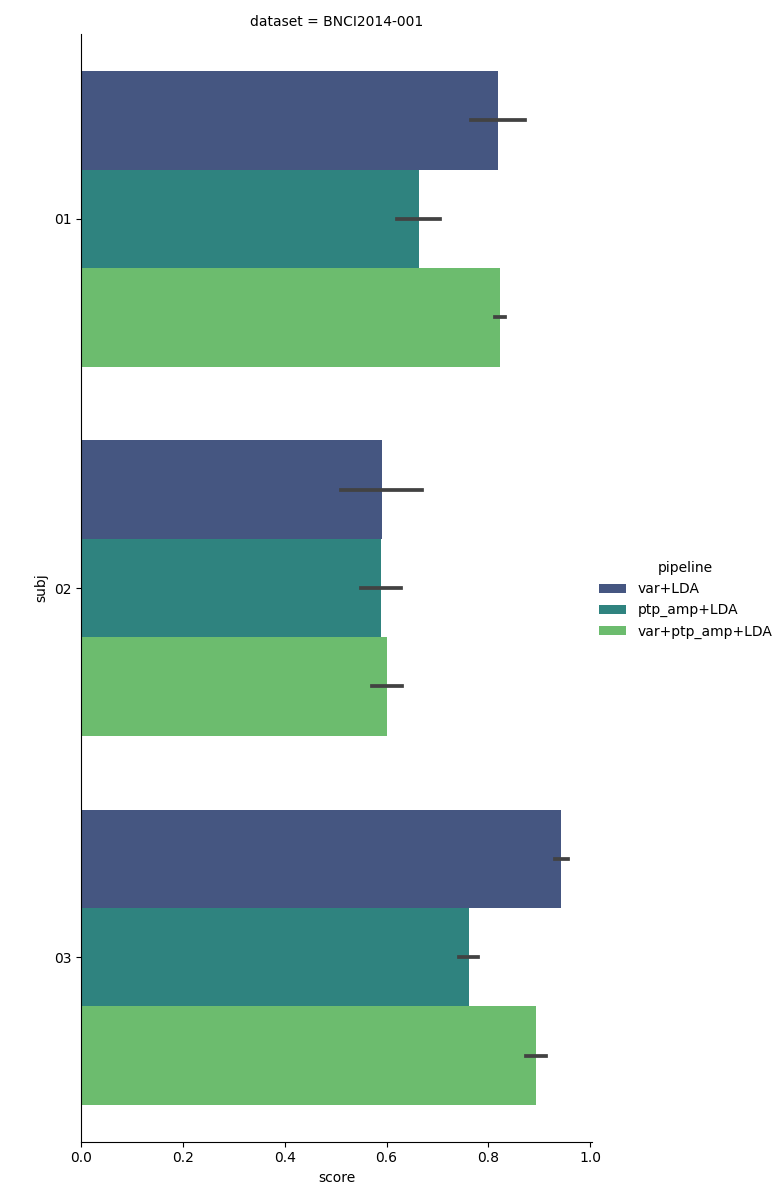 dataset = BNCI2014-001
01
02
03
subj
0.0 0.2 0.4 0.6 0.8 1.0
score
pipeline
var+LDA
ptp_amp+LDA
var+ptp_amp+LDA